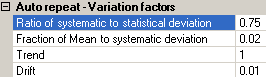 Auto repeat - Variation factors
Ratio of systematic to statistical deviation 0.75
Fraction of Mean to systematic deviation 0.02
Trend 1
Drift 0.01